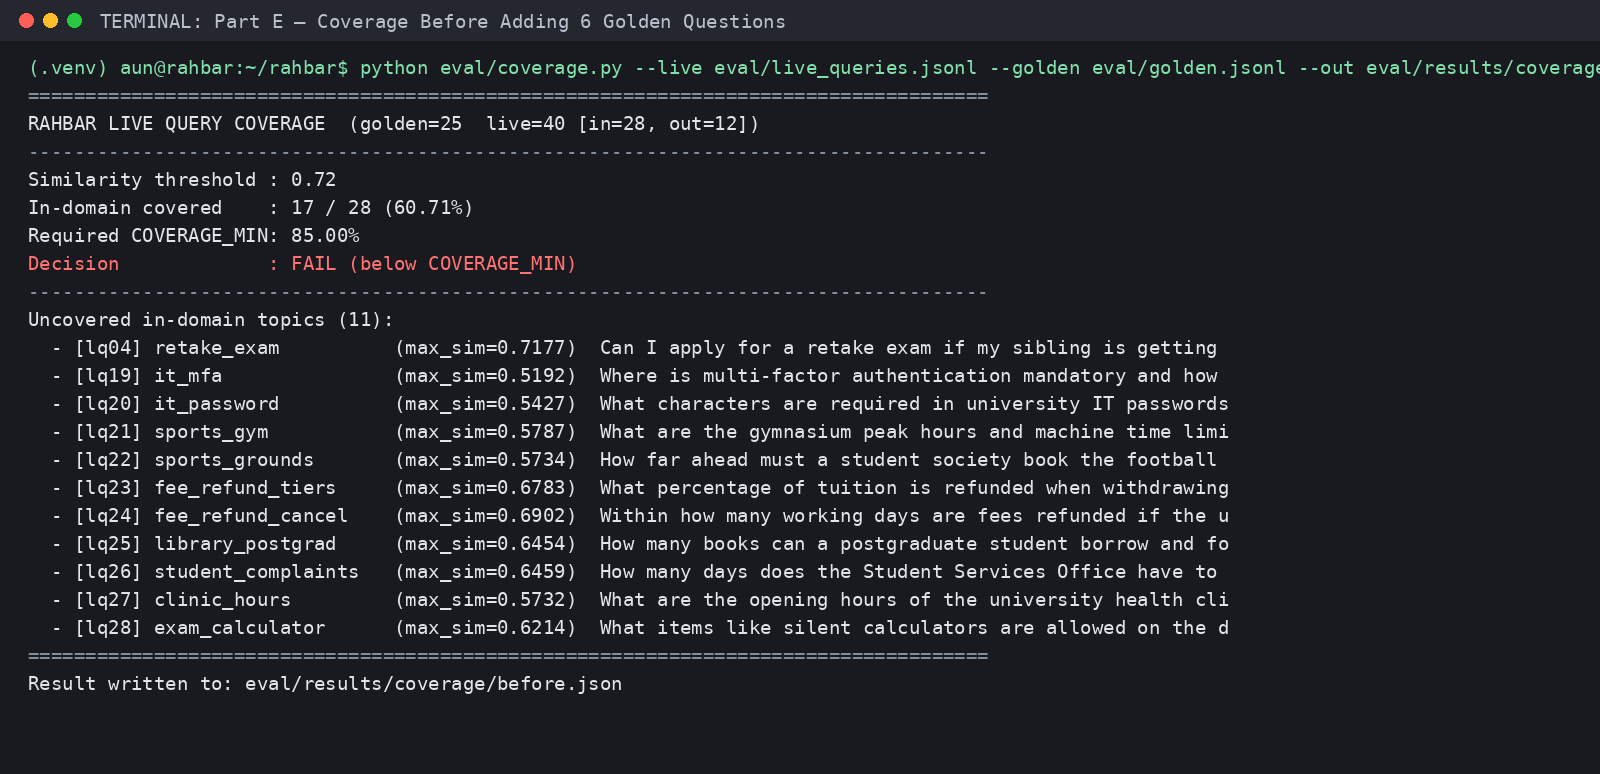 TERMINAL: Part E — Coverage Before Adding 6 Golden Questions
(.venv) aun@rahbar:~/rahbar$ python eval/coverage.py --live eval/live_queries.jsonl --golden eval/golden.jsonl --out eval/results/coverage
====================================================================================
RAHBAR LIVE QUERY COVERAGE  (golden=25  live=40 [in=28, out=12])
------------------------------------------------------------------------------------
Similarity threshold : 0.72
In-domain covered    : 17 / 28 (60.71%)
Required COVERAGE_MIN: 85.00%
Decision             : FAIL (below COVERAGE_MIN)
------------------------------------------------------------------------------------
Uncovered in-domain topics (11):
  - [lq04] retake_exam          (max_sim=0.7177)  Can I apply for a retake exam if my sibling is getting
  - [lq19] it_mfa               (max_sim=0.5192)  Where is multi-factor authentication mandatory and how
  - [lq20] it_password          (max_sim=0.5427)  What characters are required in university IT passwords
  - [lq21] sports_gym           (max_sim=0.5787)  What are the gymnasium peak hours and machine time limi
  - [lq22] sports_grounds       (max_sim=0.5734)  How far ahead must a student society book the football
  - [lq23] fee_refund_tiers     (max_sim=0.6783)  What percentage of tuition is refunded when withdrawing
  - [lq24] fee_refund_cancel    (max_sim=0.6902)  Within how many working days are fees refunded if the u
  - [lq25] library_postgrad     (max_sim=0.6454)  How many books can a postgraduate student borrow and fo
  - [lq26] student_complaints   (max_sim=0.6459)  How many days does the Student Services Office have to
  - [lq27] clinic_hours         (max_sim=0.5732)  What are the opening hours of the university health cli
  - [lq28] exam_calculator      (max_sim=0.6214)  What items like silent calculators are allowed on the d
====================================================================================
Result written to: eval/results/coverage/before.json